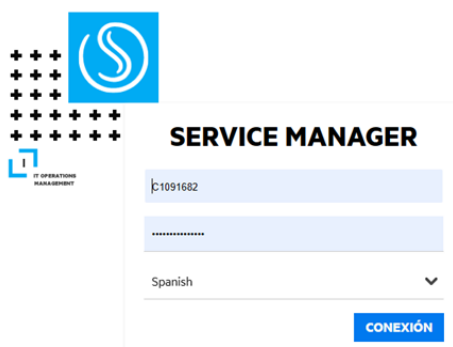 SERVICE MANAGER
IT OPERATIONS
MANAGEMENT
C1091682
Spanish
CONEXIÓN